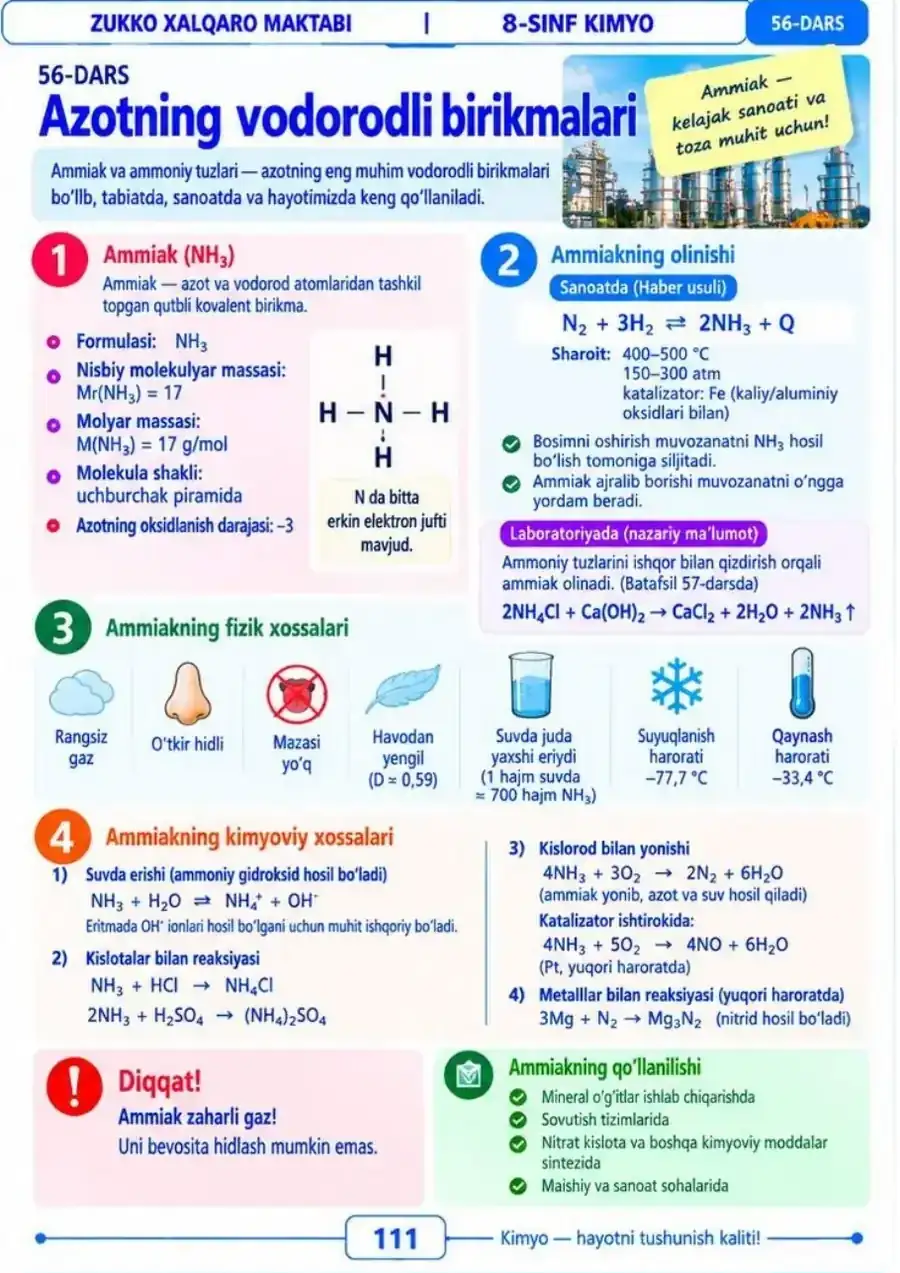 ZUKKO XALQARO MAKTABI | 8-SINF KIMYO 56-DARS
56-DARS
Azotning vodorodli birikmalari
Ammiak —
kelajak sanoati va
toza muhit uchun!
Ammiak va ammoniy tuzlari — azotning eng muhim vodorodli birikmalari
bo'llb, tabiatda, sanoatda va hayotimizda keng qo'llaniladi.
1 Ammiak (NH₃)
Ammiak — azot va vodorod atomlaridan tashkil
topgan qutbli kovalent birikma.
Formulasi: NH₃
Nisbiy molekulyar massasi:
Mr(NH₃) = 17
Molyar massasi:
M(NH₃) = 17 g/mol
Molekula shakli:
uchburchak piramida
Azotning oksidlanish darajasi: –3
H
H – N – H
H
N da bitta
erkin elektron jufti
mavjud.
2 Ammiakning olinishi
Sanoatda (Haber usuli)
N₂ + 3H₂ ⇌ 2NH₃ + Q
Sharoit: 400–500 °C
150–300 atm
katalizator: Fe (kaliy/aluminiy
oksidlari bilan)
Bosimni oshirish muvozanatni NH₃ hosil
bo'lish tomoniga siljitadi.
Ammiak ajralib borishi muvozanatni o'ngga
yordam beradi.
Laboratoriyada (nazariy ma'lumot)
Ammoniy tuzlarini ishqor bilan qizdirish orqali
ammiak olinadi. (Batafsil 57-darsda)
2NH₄Cl + Ca(OH)₂ → CaCl₂ + 2H₂O + 2NH₃ ↑
3 Ammiakning fizik xossalari
Rangsiz
gaz
O'tkir hidli
Mazasi
yo'q
Havodan
yengil
(D = 0,59)
Suvda juda
yaxshi eriydi
(1 hajm suvda
≈ 700 hajm NH₃)
Suyuqlanish
harorati
–77,7 °C
Qaynash
harorati
–33,4 °C
4 Ammiakning kimyoviy xossalari
1) Suvda erishi (ammoniy gidroksid hosil bo'ladi)
NH₃ + H₂O ⇌ NH₄⁺ + OH⁻
Eritmada OH⁻ ionlari hosil bo'lgani uchun muhit ishqoriy bo'ladi.
2) Kislotalar bilan reaksiyasi
NH₃ + HCl → NH₄Cl
2NH₃ + H₂SO₄ → (NH₄)₂SO₄
3) Kislorod bilan yonishi
4NH₃ + 3O₂ → 2N₂ + 6H₂O
(ammiak yonib, azot va suv hosil qiladi)
Katalizator ishtirokida:
4NH₃ + 5O₂ → 4NO + 6H₂O
(Pt, yuqori haroratda)
4) Metalllar bilan reaksiyasi (yuqori haroratda)
3Mg + N₂ → Mg₃N₂ (nitrid hosil bo'ladi)
! Diqqat!
Ammiak zaharli gaz!
Uni bevosita hidlash mumkin emas.
Ammiakning qo'llanilishi
Mineral o'g'itlar ishlab chiqarishda
Sovutish tizimlarida
Nitrat kislota va boshqa kimyoviy moddalar
sintezida
Maishiy va sanoat sohalarida
111
Kimyo — hayotni tushunish kaliti!